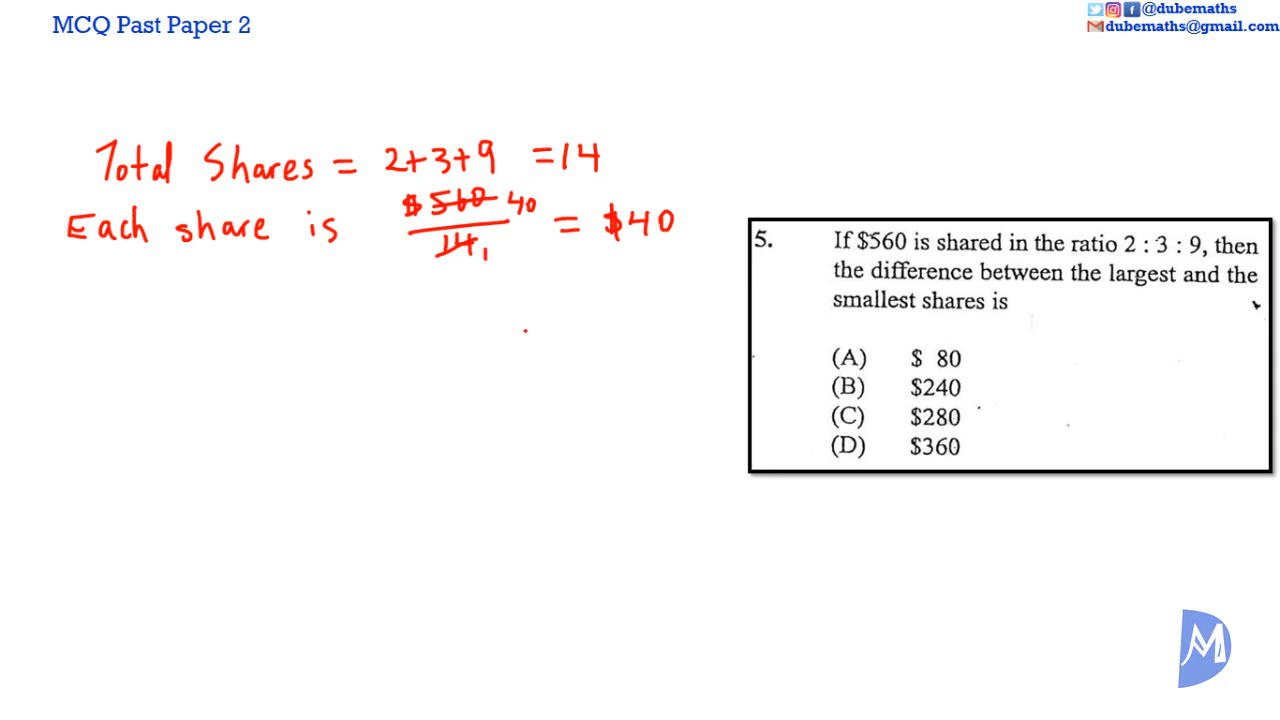 MCQ Past Paper 2
@dubemaths
dubemaths@gmail.com
Total Shares = 2+3+9 = 14
Each share is $560 40 / 14 1 = $40
5. If $560 is shared in the ratio 2 : 3 : 9, then
the difference between the largest and the
smallest shares is
(A) $ 80
(B) $240
(C) $280
(D) $360
M